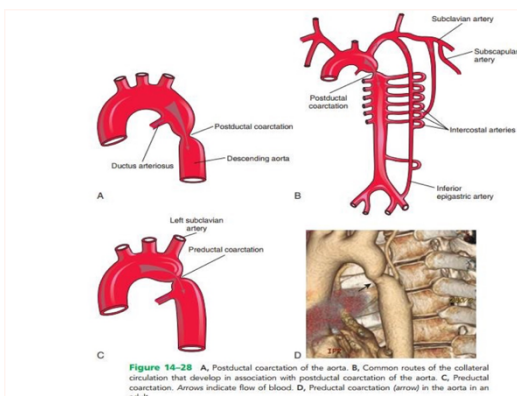 Subclavian artery
Subscapular
artery
Postductal
coarctation
Intercostal arteries
Inferior
epigastric artery
B
Postductal coarctation
Ductus arteriosus
Descending aorta
A
Left subclavian
artery
Preductal coarctation
C
D
Figure 14–28 A, Postductal coarctation of the aorta. B, Common routes of the collateral
circulation that develop in association with postductal coarctation of the aorta. C, Preductal
coarctation. Arrows indicate flow of blood. D, Preductal coarctation (arrow) in the aorta in an